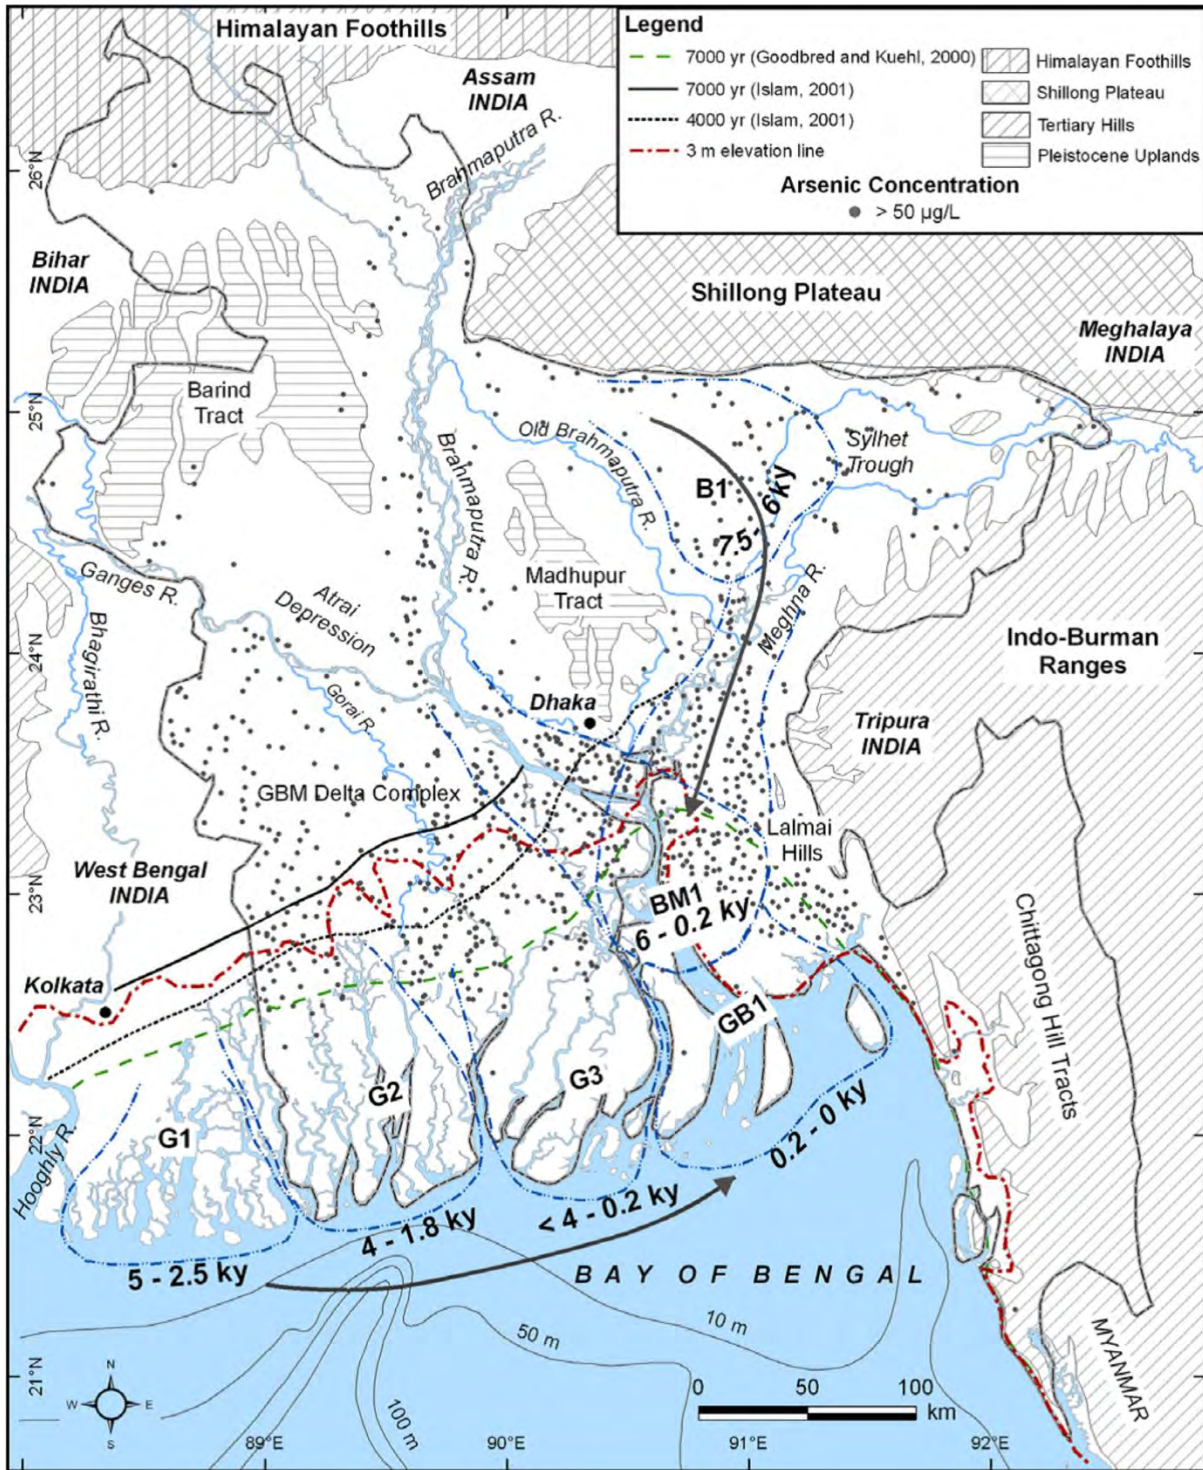 Himalayan Foothills
Assam
INDIA
Brahmaputra R.
Legend
7000 yr (Goodbred and Kuehl, 2000)
7000 yr (Islam, 2001)
4000 yr (Islam, 2001)
3 m elevation line
Himalayan Foothills
Shillong Plateau
Tertiary Hills
Pleistocene Uplands
Arsenic Concentration
> 50 µg/L
26°N
Bihar
INDIA
Shillong Plateau
Meghalaya
INDIA
Barind
Tract
25°N
Old Brahmaputra R.
Sylhet
Trough
B1
7.5 - 6 ky
Brahmaputra R.
Ganges R.
Atrai
Depression
Madhupur
Tract
Meghna R.
Bhagirathi R.
24°N
Gorai R.
Dhaka
Indo-Burman
Ranges
Tripura
INDIA
GBM Delta Complex
Lalmai
Hills
West Bengal
INDIA
23°N
BM1
6 - 0.2 ky
Chittagong Hill Tracts
Kolkata
GB1
G2
G3
G1
22°N
Hooghly R.
0.2 - 0 ky
< 4 - 0.2 ky
4 - 1.8 ky
5 - 2.5 ky
BAY OF BENGAL
10 m
50 m
100 m
MYANMAR
21°N
N
W
E
S
0 50 100
km
89°E
90°E
91°E
92°E